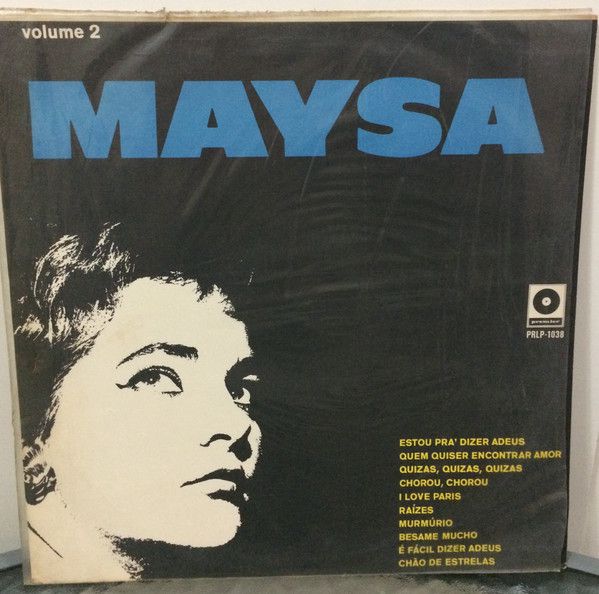 volume 2
MAYSA
premier
PRLP-1038
ESTOU PRA' DIZER ADEUS
QUEM QUISER ENCONTRAR AMOR
QUIZAS, QUIZAS, QUIZAS
CHOROU, CHOROU
I LOVE PARIS
RAÍZES
MURMÚRIO
BESAME MUCHO
É FÁCIL DIZER ADEUS
CHÃO DE ESTRELAS